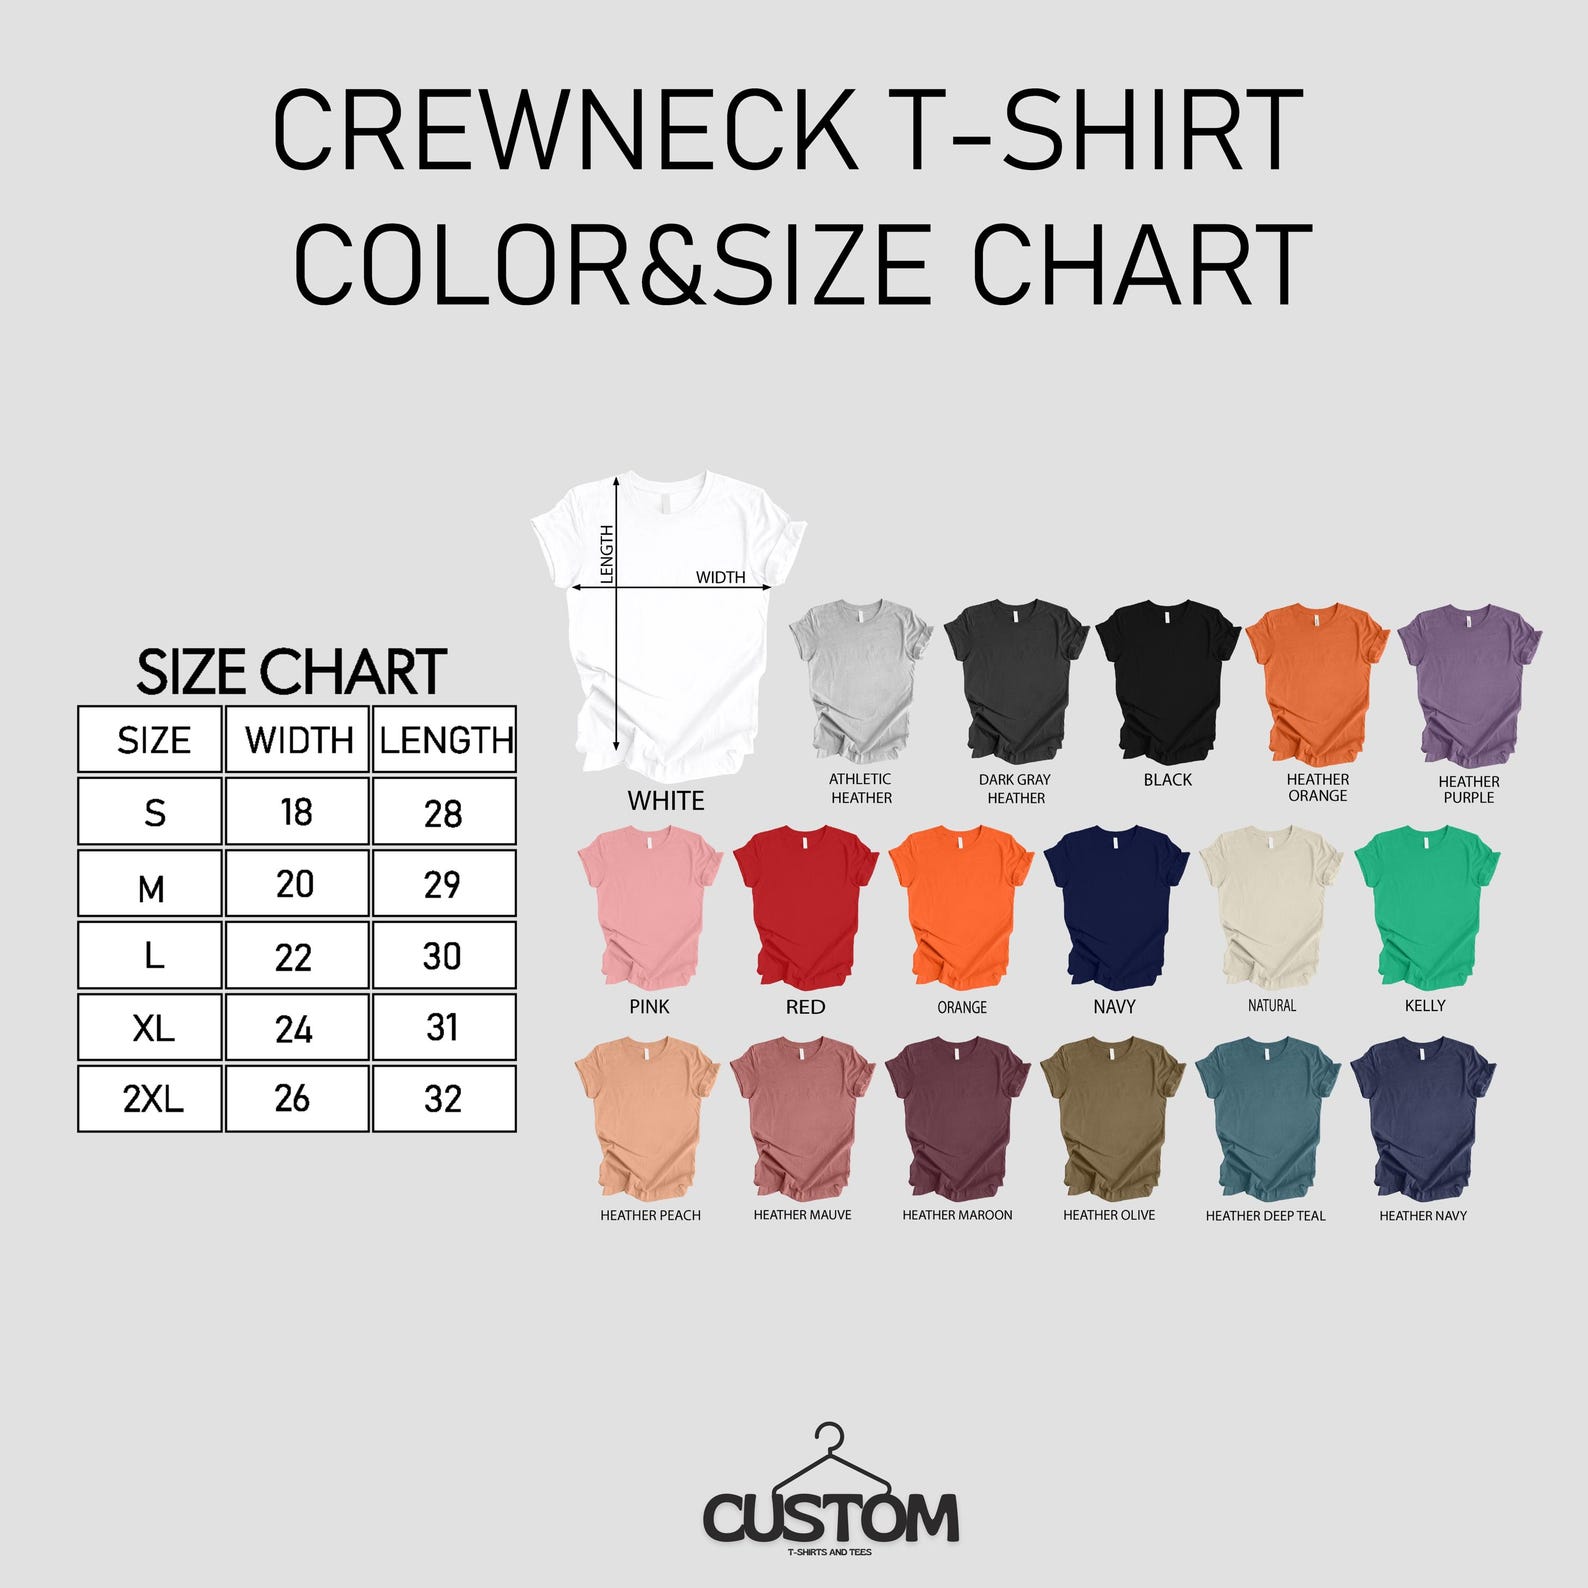 CREWNECK T-SHIRT
COLOR&SIZE CHART
SIZE CHART
SIZE WIDTH LENGTH
S 18 28
M 20 29
L 22 30
XL 24 31
2XL 26 32
LENGTH
WIDTH
WHITE
ATHLETIC
HEATHER
DARK GRAY
HEATHER
BLACK
HEATHER
ORANGE
HEATHER
PURPLE
PINK
RED
ORANGE
NAVY
NATURAL
KELLY
HEATHER PEACH
HEATHER MAUVE
HEATHER MAROON
HEATHER OLIVE
HEATHER DEEP TEAL
HEATHER NAVY
CUSTOM
T-SHIRTS AND TEES